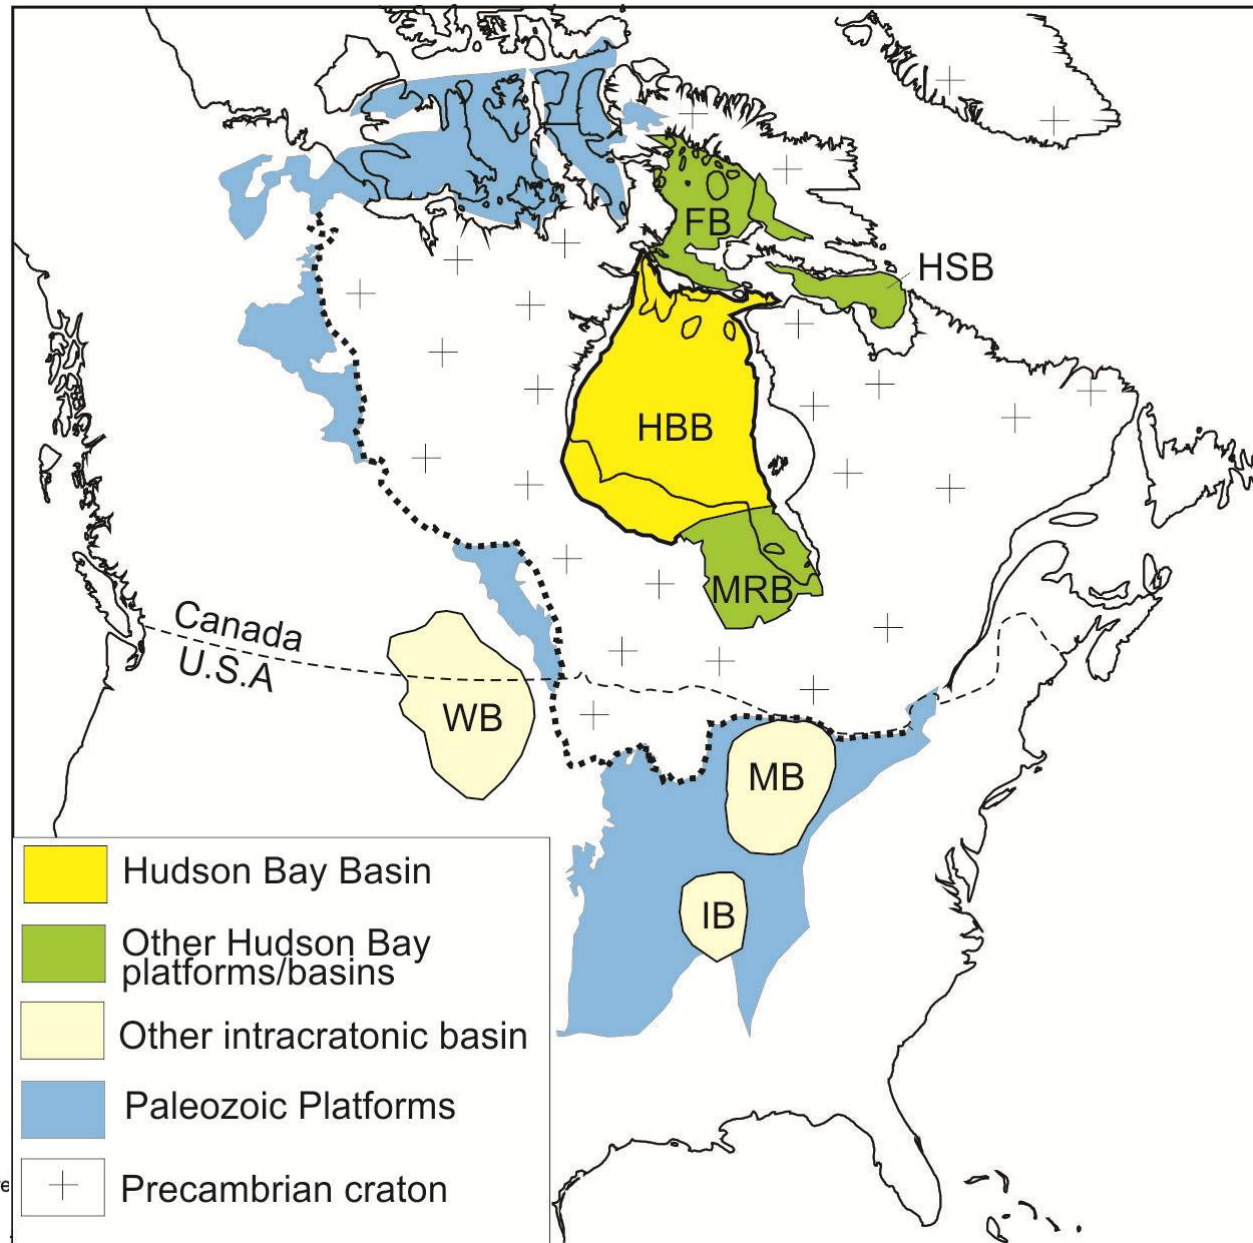 FB
HSB
HBB
MRB
Canada
U.S.A
WB
MB
IB
Hudson Bay Basin
Other Hudson Bay
platforms/basins
Other intracratonic basin
Paleozoic Platforms
Precambrian craton